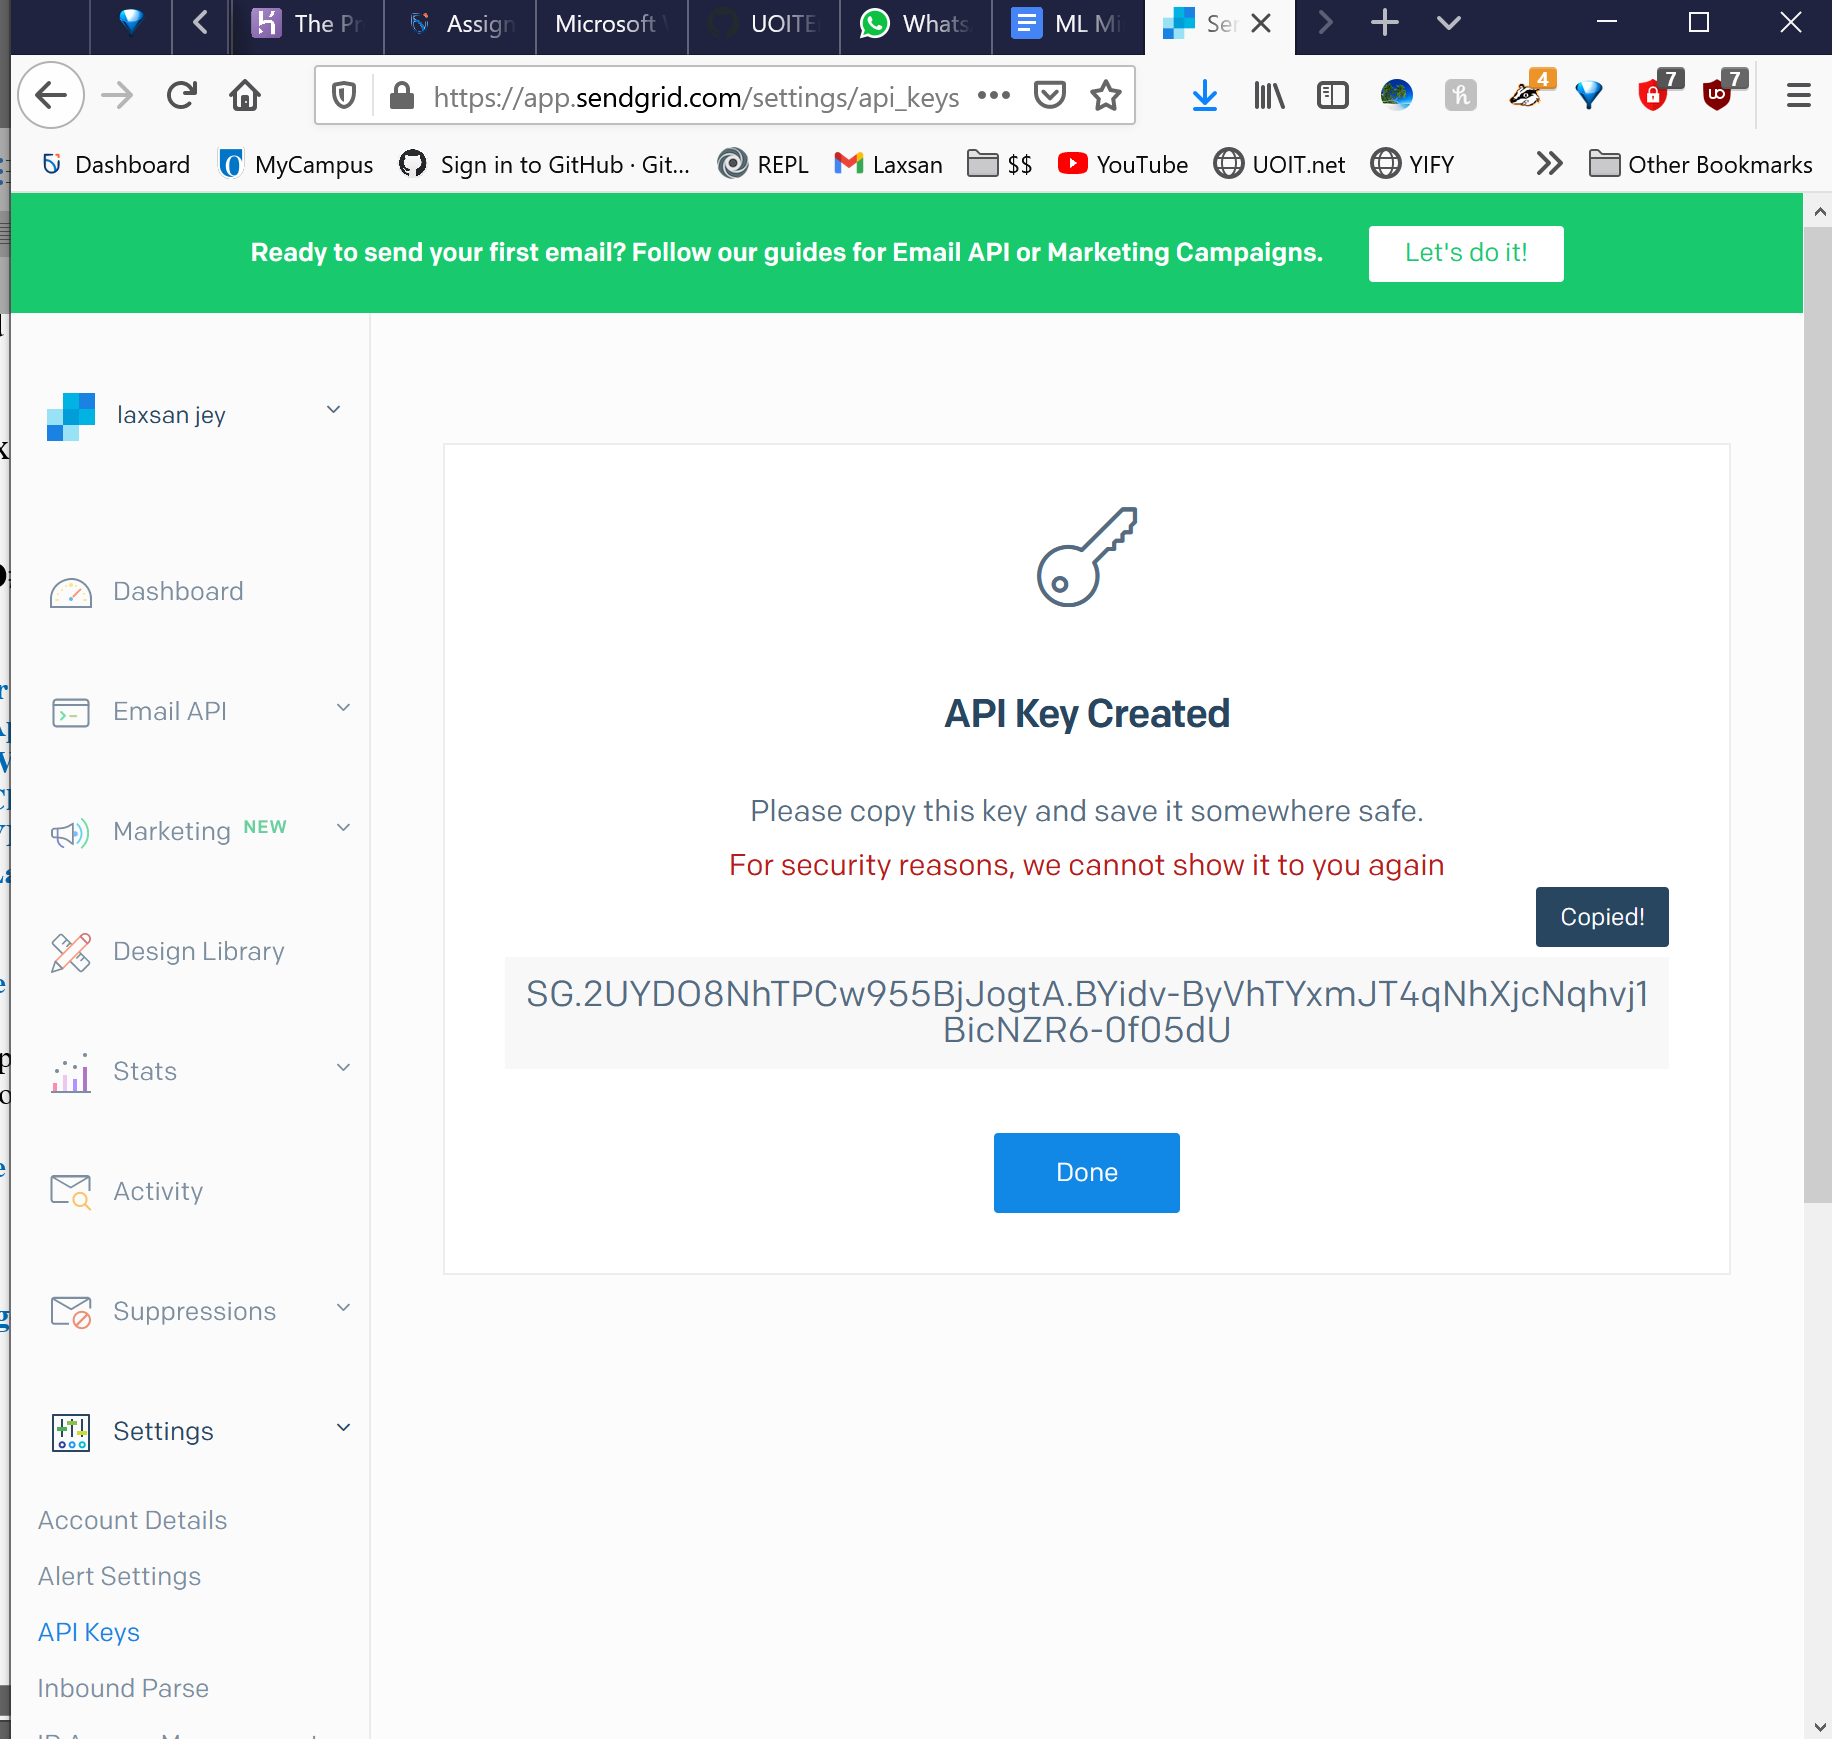 The Pr
Assign
Microsoft
UOITE
Whats
ML Mi
Ser
https://app.sendgrid.com/settings/api_keys
4
7
7
Dashboard
MyCampus
Sign in to GitHub · Git...
REPL
Laxsan
$$
YouTube
UOIT.net
YIFY
Other Bookmarks
Ready to send your first email? Follow our guides for Email API or Marketing Campaigns.
Let's do it!
laxsan jey
Dashboard
Email API
Marketing NEW
Design Library
Stats
Activity
Suppressions
Settings
Account Details
Alert Settings
API Keys
Inbound Parse
API Key Created
Please copy this key and save it somewhere safe.
For security reasons, we cannot show it to you again
Copied!
SG.2UYDO8NhTPCw955BjJogtA.BYidv-ByVhTYxmJT4qNhXjcNqhvj1
BicNZR6-0f05dU
Done